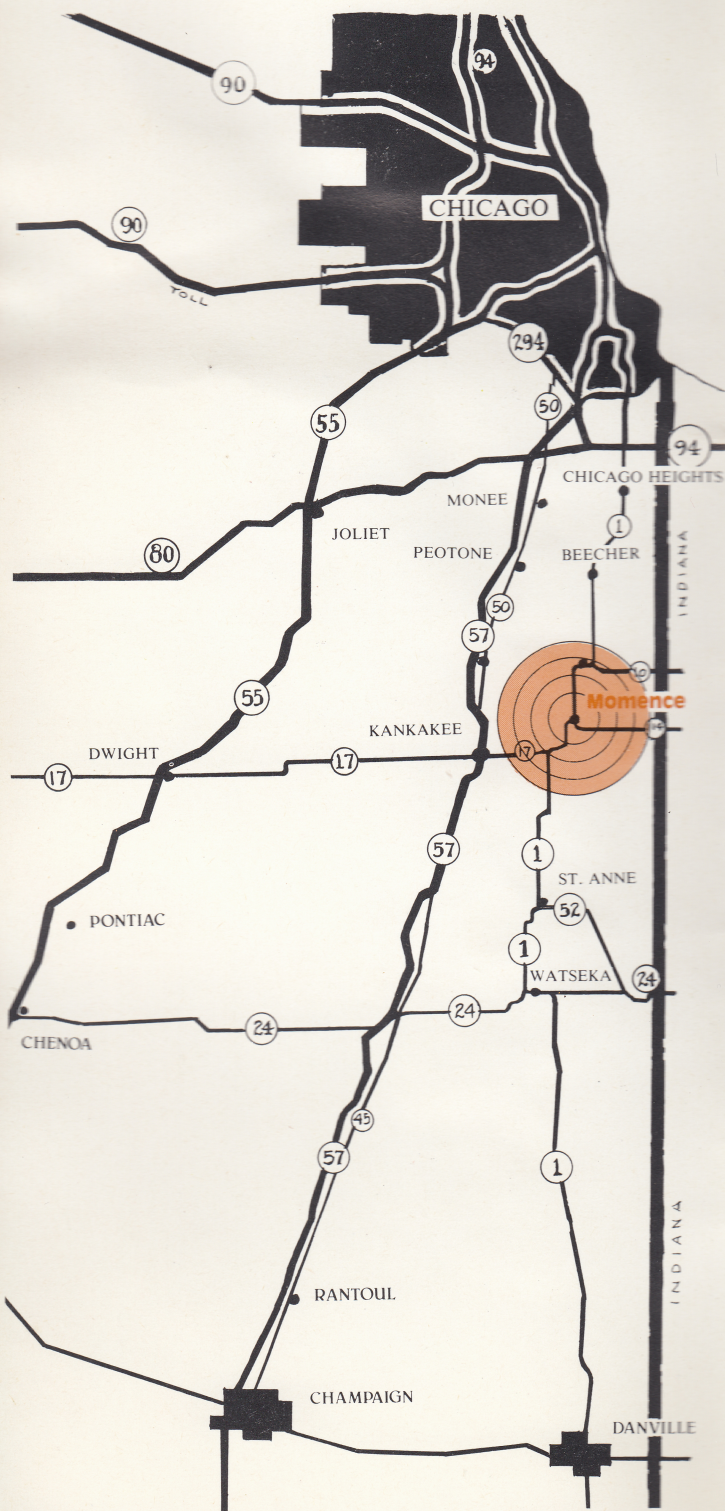 94
90
CHICAGO
90
TOLL
294
50
55
94
CHICAGO HEIGHTS
MONEE
1
JOLIET
80
PEOTONE
BEECHER
INDIANA
50
57
55
Momence
KANKAKEE
DWIGHT
17
17
17
57
1
ST. ANNE
52
PONTIAC
1
WATSEKA
24
24
24
CHENOA
45
57
1
INDIANA
RANTOUL
CHAMPAIGN
DANVILLE